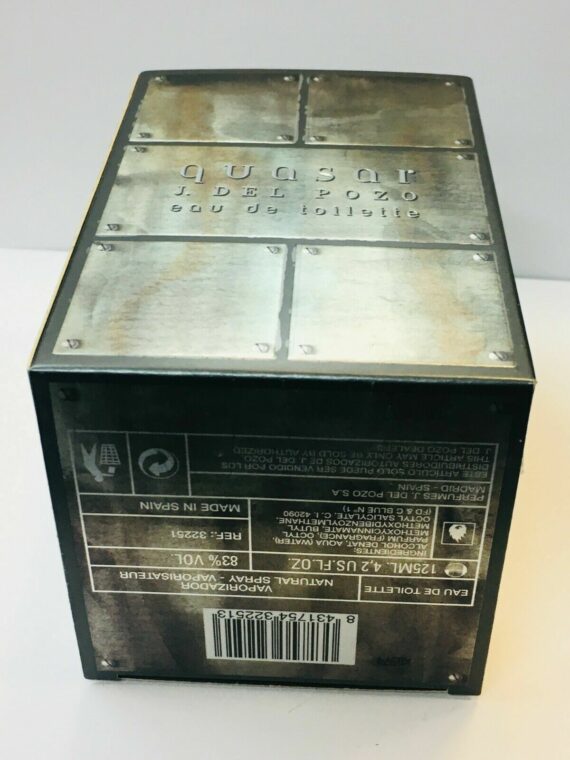 quasar
J. DEL POZO
eau de toilette
8 431754 322513
EAU DE TOILETTE
VAPORIZADOR
NATURAL SPRAY - VAPORISATEUR
125ML. 4,2 US.FL.OZ.
83% VOL.
INGREDIENTES:
ALCOHOL DENAT, AQUA (WATER)
PARFUM (FRAGANCE), OCTYL
METHOXYCINNAMATE, BUTYL
METHOXYDIBENZOYLMETHANE,
OCTYL SALICYLATE, C. I. 42090
(FD & C BLUE Nº 1)
REF.: 32251
MADE IN SPAIN
PERFUMES J. DEL POZO S.A.
MADRID - SPAIN
ESTE ARTICULO SOLO PUEDE SER VENDIDO POR LOS
DISTRIBUIDORES AUTORIZADOS DE J. DEL POZO.
THIS ARTICLE MAY ONLY BE SOLD BY AUTHORIZED
J. DEL POZO DEALERS